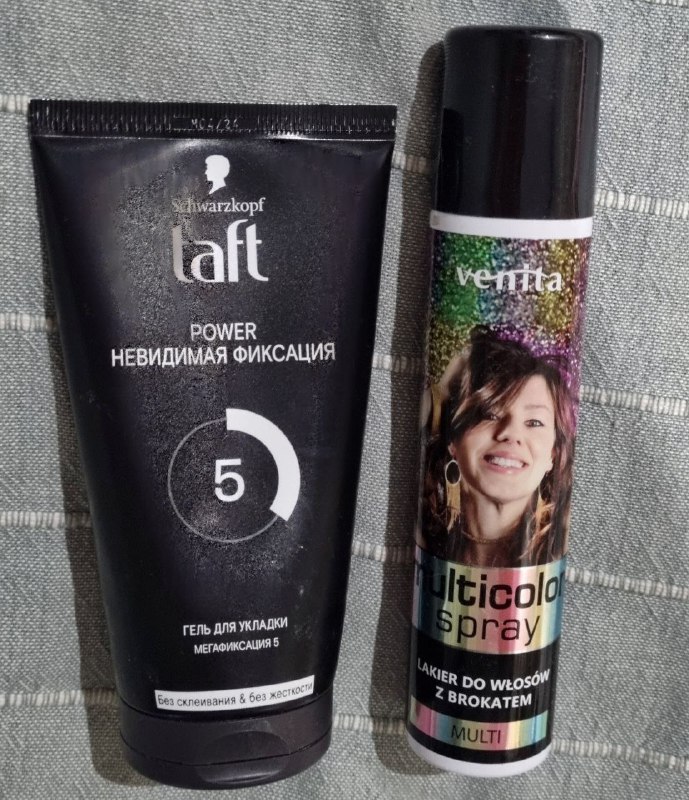 Schwarzkopf
taft
POWER
НЕВИДИМАЯ ФИКСАЦИЯ
5
ГЕЛЬ ДЛЯ УКЛАДКИ
МЕГАФИКСАЦИЯ 5
Без склеивания & без жесткости
venita
multicolor
spray
LAKIER DO WŁOSÓW
Z BROKATEM
MULTI